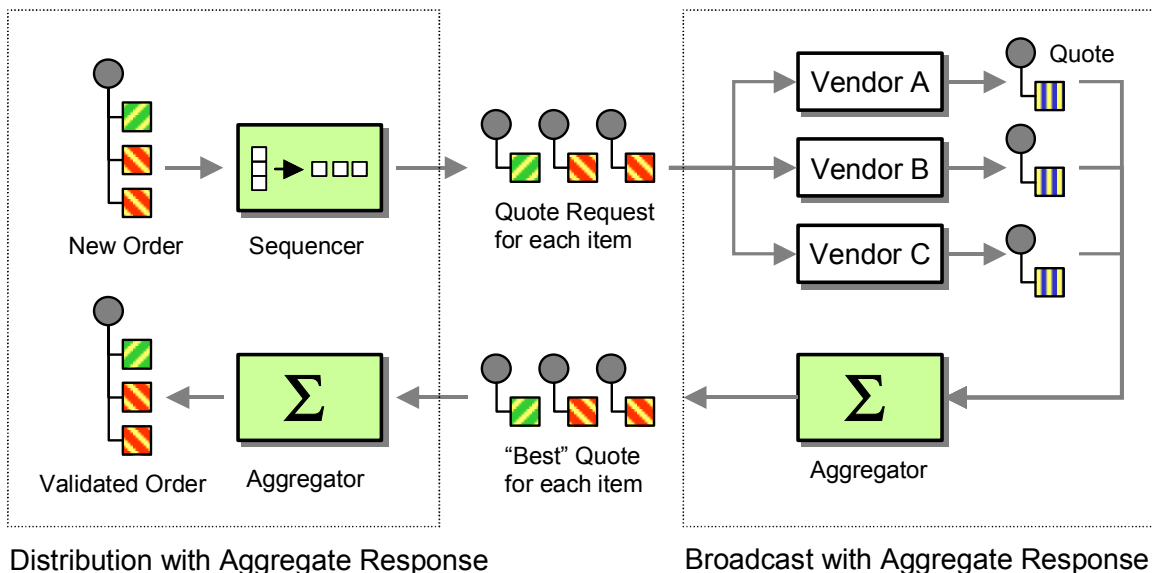 Vendor A
Quote
Vendor B
Vendor C
New Order
Sequencer
Quote Request
for each item
Σ
Σ
Validated Order
Aggregator
“Best” Quote
for each item
Aggregator
Distribution with Aggregate Response
Broadcast with Aggregate Response